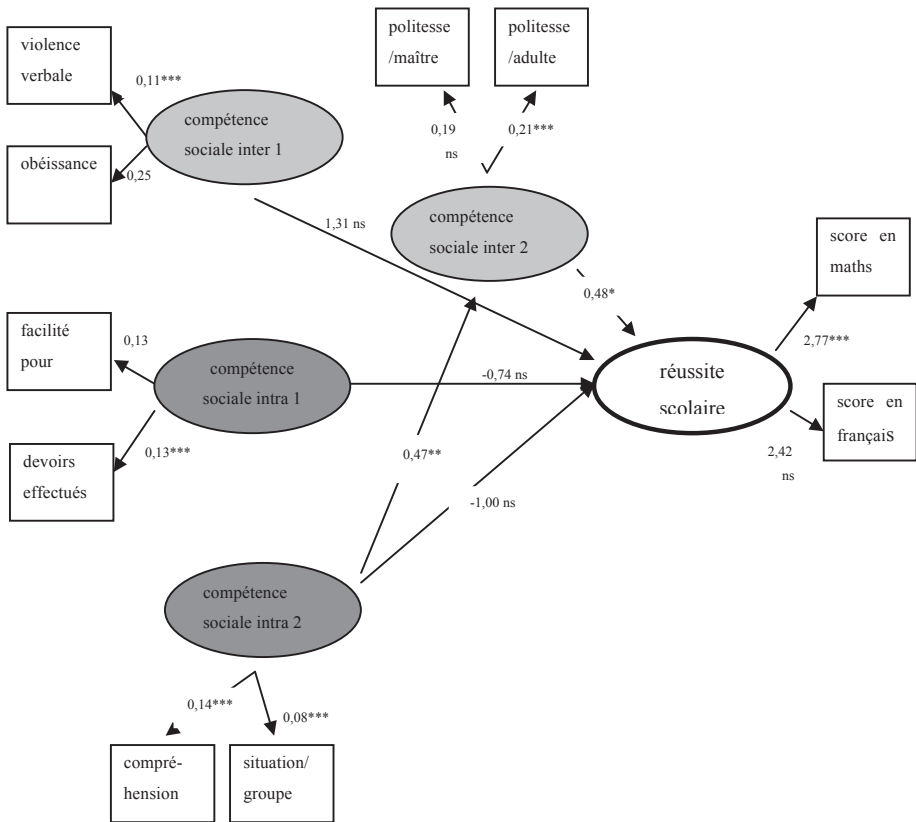 politesse
/maître
politesse
/adulte
violence
verbale
0,11***
compétence
sociale inter 1
0,19
ns
0,21***
obéissance
0,25
1,31 ns
compétence
sociale inter 2
score en
maths
0,48*
facilité
pour
0,13
compétence
sociale intra 1
-0,74 ns
réussite
scolaire
2,77***
score en
français
devoirs
effectués
0,13***
0,47**
2,42
ns
-1,00 ns
compétence
sociale intra 2
0,14***
0,08***
compré-
hension
situation/
groupe